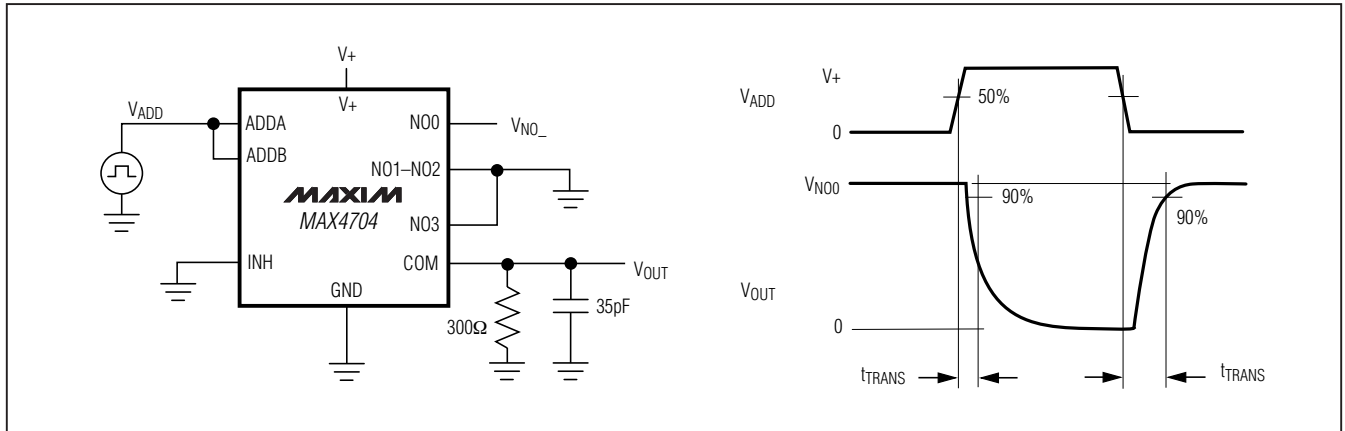 V+
V+
VADD
ADDA
ADDB
NO0
VNO_
NO1–NO2
MAXIM
MAX4704
NO3
INH
COM
VOUT
GND
300Ω
35pF
V+
VADD
50%
0
VNO0
90%
90%
VOUT
0
tTRANS
tTRANS